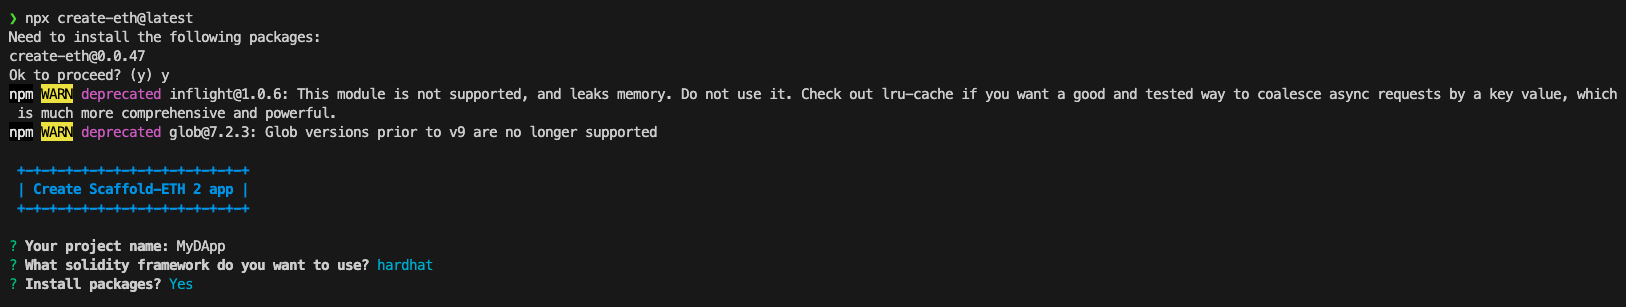 ❯ npx create-eth@latest
Need to install the following packages:
create-eth@0.0.47
Ok to proceed? (y) y
npm WARN deprecated inflight@1.0.6: This module is not supported, and leaks memory. Do not use it. Check out lru-cache if you want a good and tested way to coalesce async requests by a key value, which
is much more comprehensive and powerful.
npm WARN deprecated glob@7.2.3: Glob versions prior to v9 are no longer supported
+-+-+-+-+-+-+-+-+-+-+-+-+-+-+
| Create Scaffold-ETH 2 app |
+-+-+-+-+-+-+-+-+-+-+-+-+-+-+
? Your project name: MyDApp
? What solidity framework do you want to use? hardhat
? Install packages? Yes